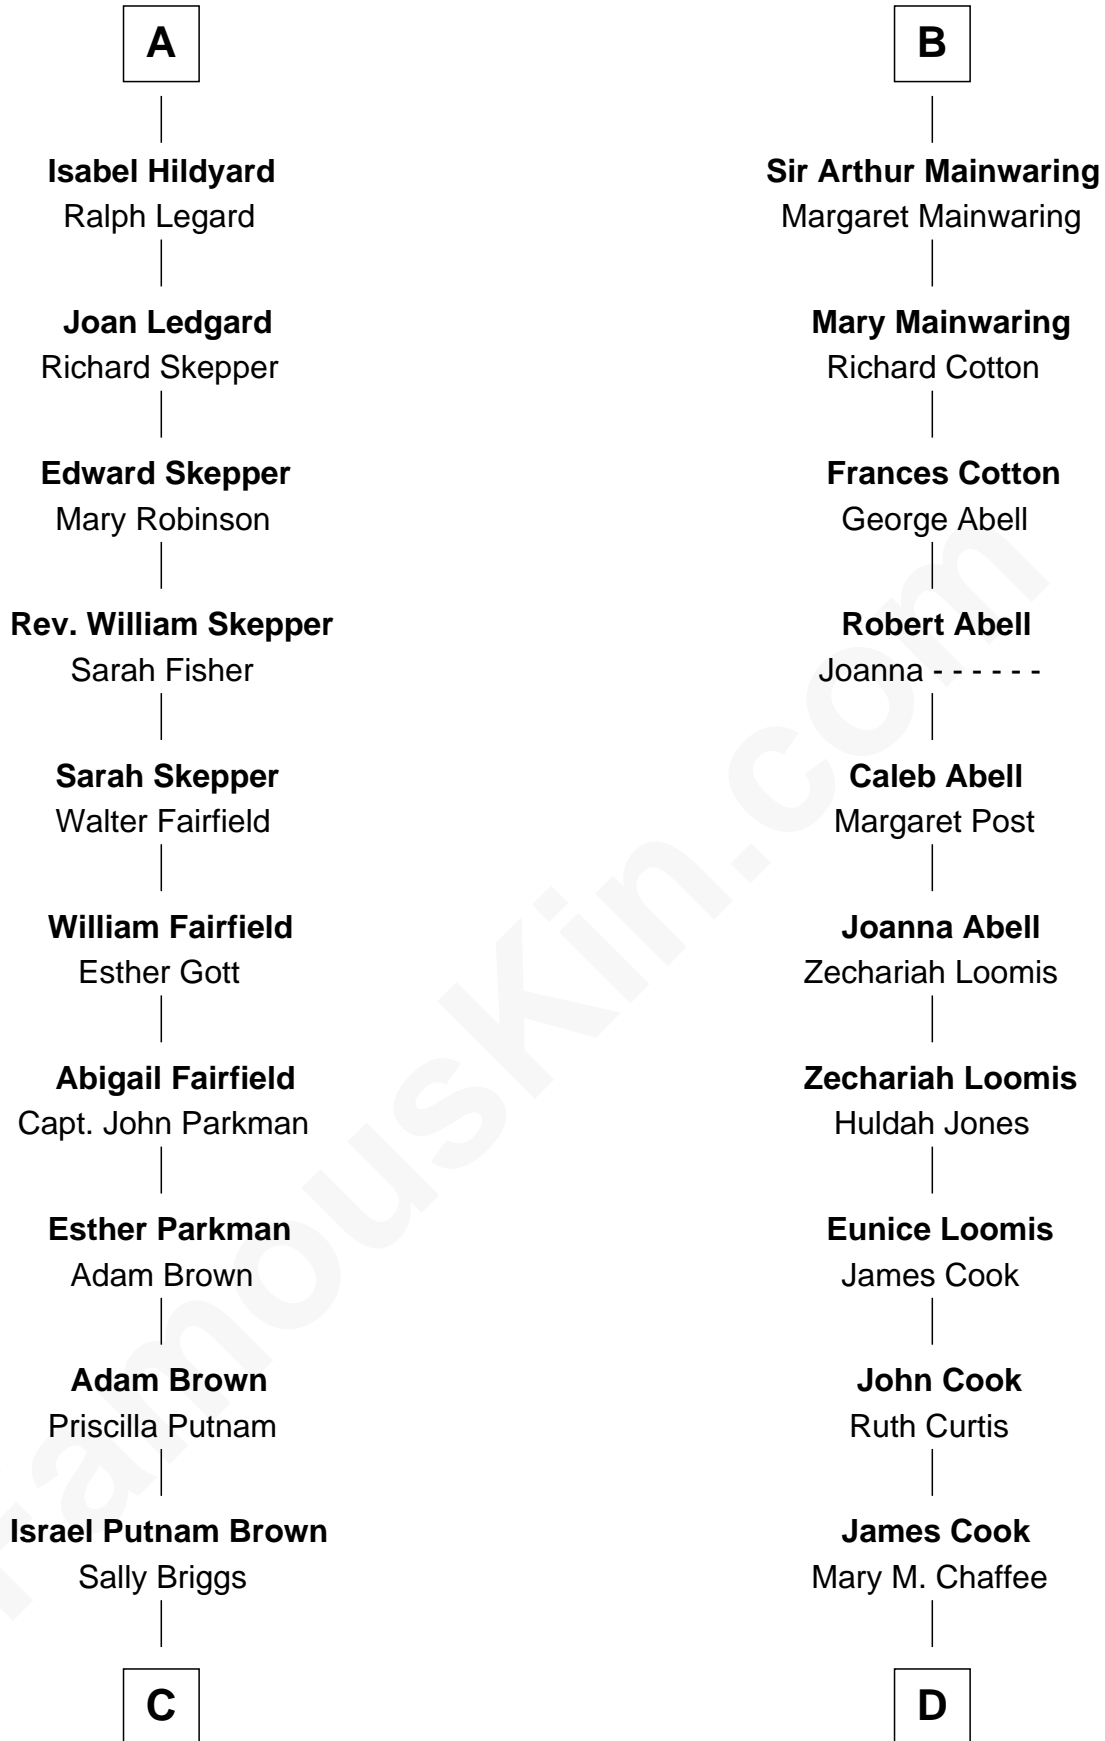 A
Isabel Hildyard
Ralph Legard
Joan Ledgard
Richard Skepper
Edward Skepper
Mary Robinson
Rev. William Skepper
Sarah Fisher
Sarah Skepper
Walter Fairfield
William Fairfield
Esther Gott
Abigail Fairfield
Capt. John Parkman
Esther Parkman
Adam Brown
Adam Brown
Priscilla Putnam
Israel Putnam Brown
Sally Briggs
C
B
Sir Arthur Mainwaring
Margaret Mainwaring
Mary Mainwaring
Richard Cotton
Frances Cotton
George Abell
Robert Abell
Joanna - - - - - -
Caleb Abell
Margaret Post
Joanna Abell
Zechariah Loomis
Zechariah Loomis
Huldah Jones
Eunice Loomis
James Cook
John Cook
Ruth Curtis
James Cook
Mary M. Chaffee
D
FamousKin.com